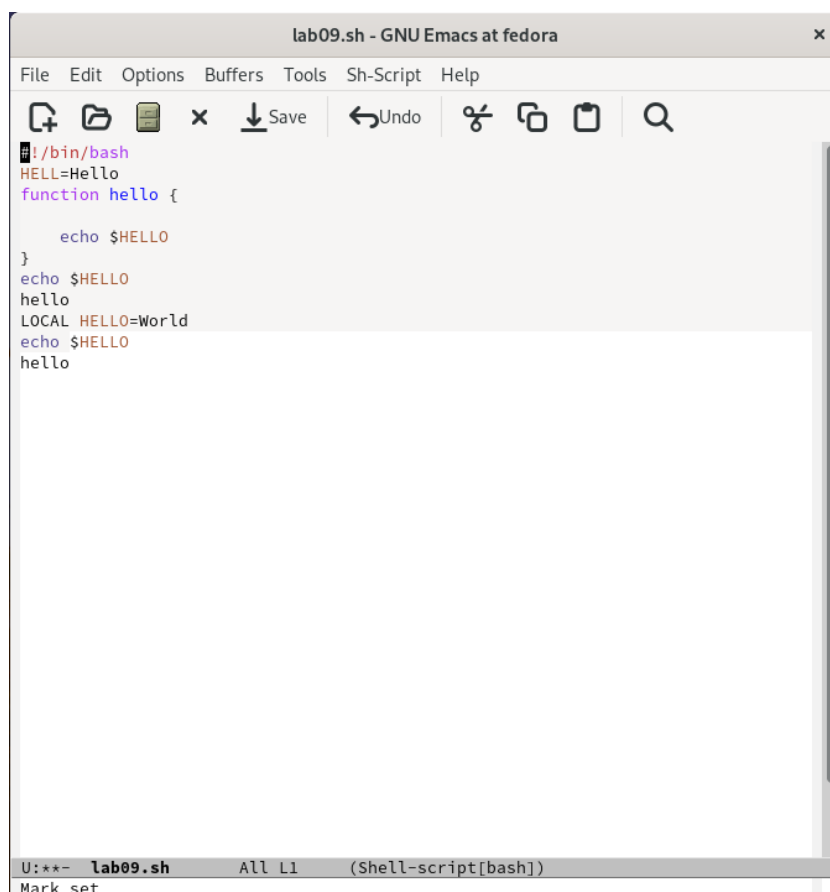 lab09.sh - GNU Emacs at fedora ×
File Edit Options Buffers Tools Sh-Script Help
Save Undo
#!/bin/bash
HELL=Hello
function hello {
    echo $HELLO
}
echo $HELLO
hello
LOCAL HELLO=World
echo $HELLO
hello
U:**-  lab09.sh       All L1     (Shell-script[bash])
Mark set